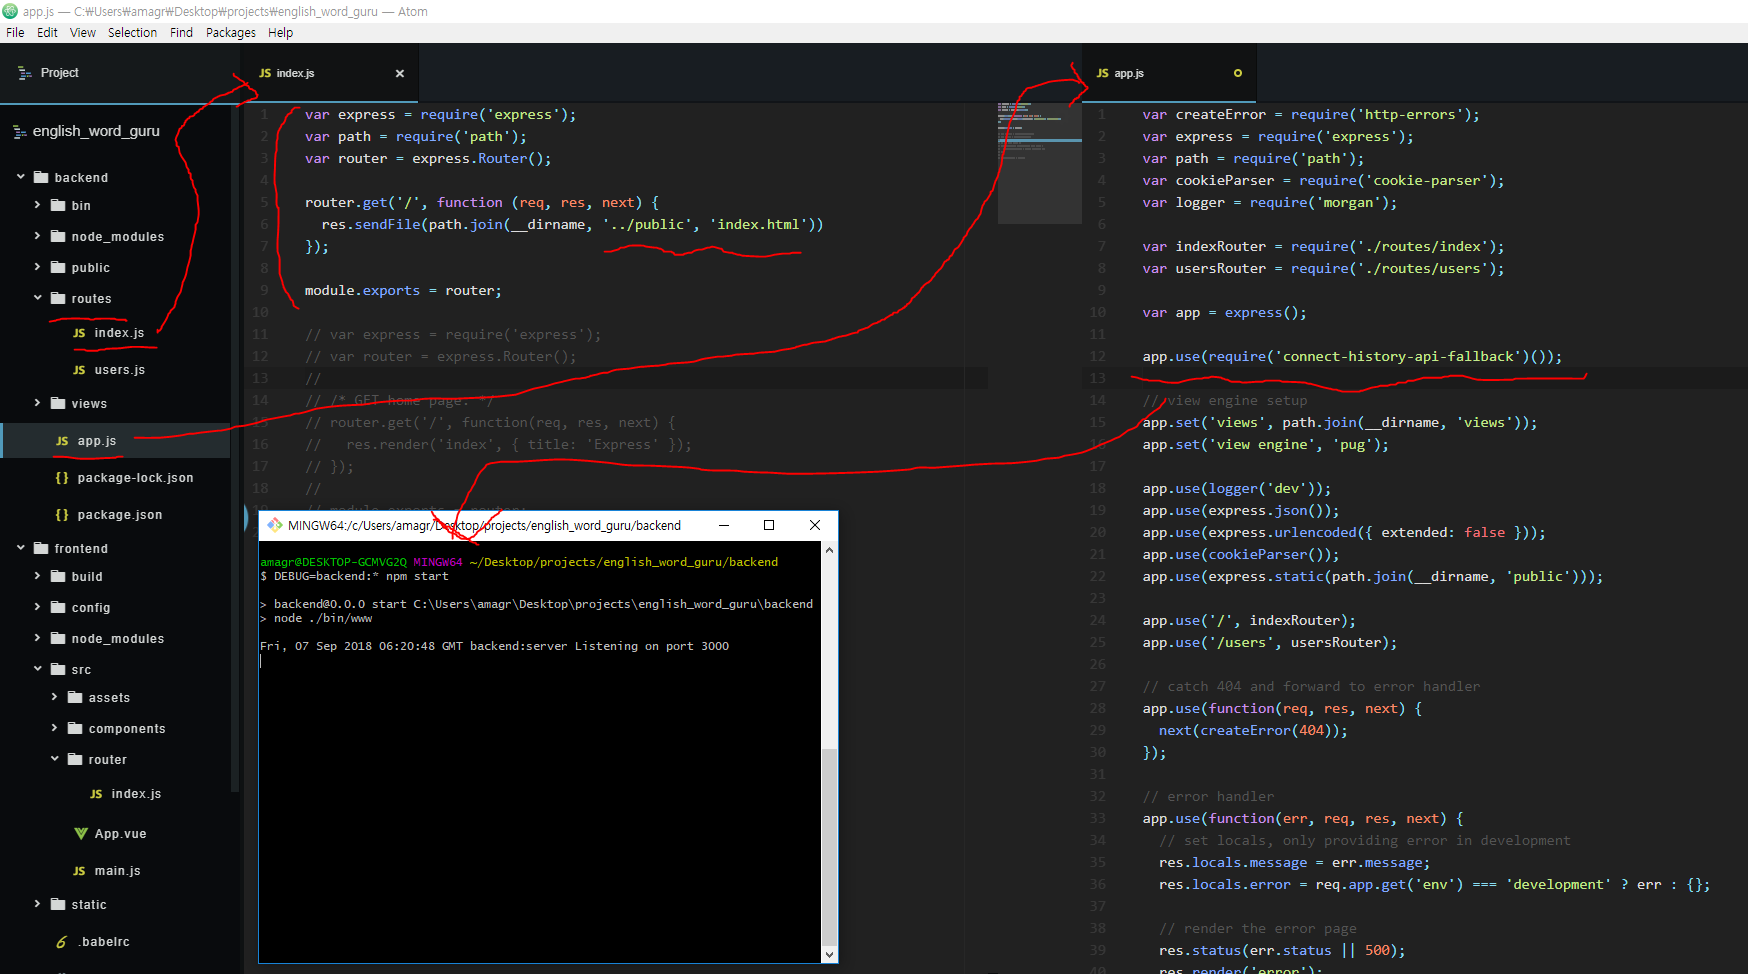 app.js — C:₩Users₩amagr₩Desktop₩projects₩english_word_guru — Atom
File Edit View Selection Find Packages Help
Project
english_word_guru
backend
bin
node_modules
public
routes
JS index.js
JS users.js
views
JS app.js
{} package-lock.json
{} package.json
frontend
build
config
node_modules
src
assets
components
router
JS index.js
App.vue
JS main.js
static
6 .babelrc
JS index.js ×
1 var express = require('express');
2 var path = require('path');
3 var router = express.Router();
4
5 router.get('/', function (req, res, next) {
6 res.sendFile(path.join(__dirname, '../public', 'index.html'))
7 });
8
9 module.exports = router;
10
11 // var express = require('express');
12 // var router = express.Router();
13 //
14 // /* GET home page. */
15 // router.get('/', function(req, res, next) {
16 // res.render('index', { title: 'Express' });
17 // });
18 //
// module.exports = router;
MINGW64:/c/Users/amagr/Desktop/projects/english_word_guru/backend
amagr@DESKTOP-GCMVG2Q MINGW64 ~/Desktop/projects/english_word_guru/backend
$ DEBUG=backend:* npm start
> backend@0.0.0 start C:\Users\amagr\Desktop\projects\english_word_guru\backend
> node ./bin/www
Fri, 07 Sep 2018 06:20:48 GMT backend:server Listening on port 3000
JS app.js
1 var createError = require('http-errors');
2 var express = require('express');
3 var path = require('path');
4 var cookieParser = require('cookie-parser');
5 var logger = require('morgan');
6
7 var indexRouter = require('./routes/index');
8 var usersRouter = require('./routes/users');
9
10 var app = express();
11
12 app.use(require('connect-history-api-fallback')());
13
14 // view engine setup
15 app.set('views', path.join(__dirname, 'views'));
16 app.set('view engine', 'pug');
17
18 app.use(logger('dev'));
19 app.use(express.json());
20 app.use(express.urlencoded({ extended: false }));
21 app.use(cookieParser());
22 app.use(express.static(path.join(__dirname, 'public')));
23
24 app.use('/', indexRouter);
25 app.use('/users', usersRouter);
26
27 // catch 404 and forward to error handler
28 app.use(function(req, res, next) {
29 next(createError(404));
30 });
31
32 // error handler
33 app.use(function(err, req, res, next) {
34 // set locals, only providing error in development
35 res.locals.message = err.message;
36 res.locals.error = req.app.get('env') === 'development' ? err : {};
37
38 // render the error page
39 res.status(err.status || 500);
40 res.render('error');